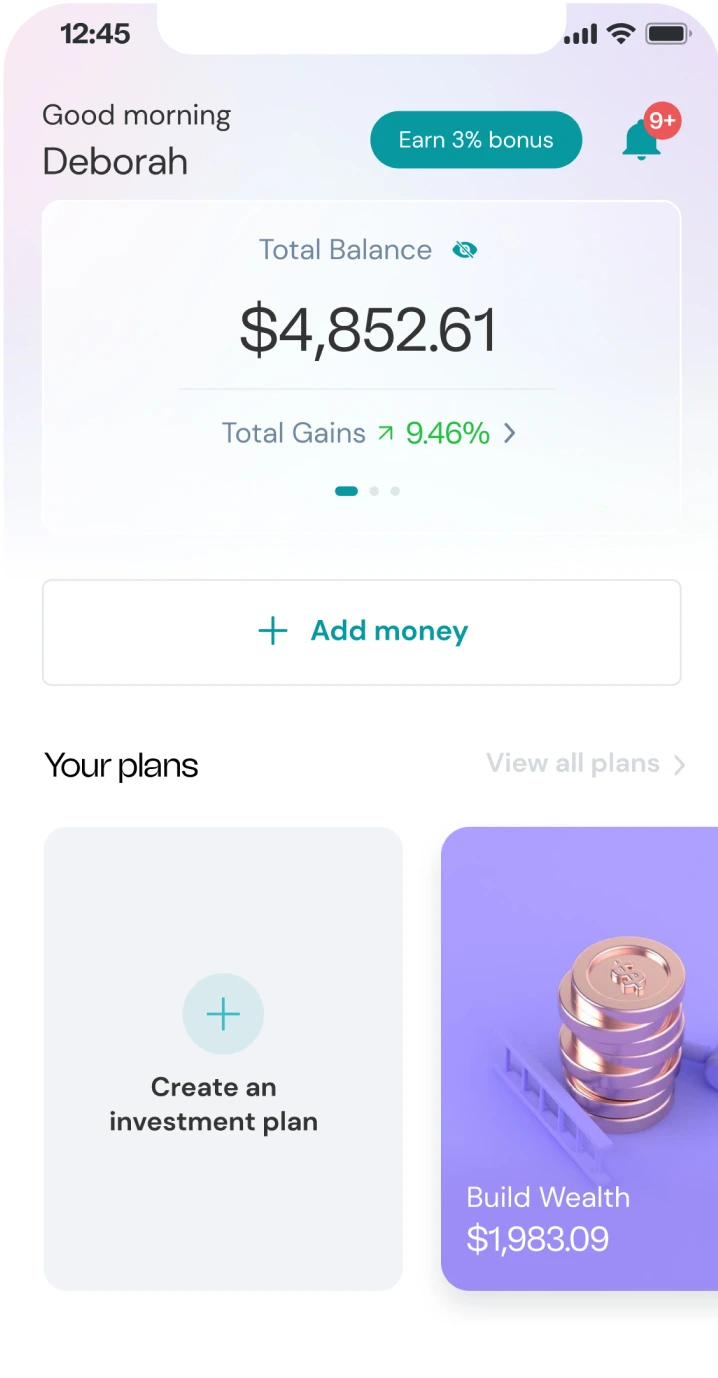 12:45
Good morning
Deborah
Earn 3% bonus
9+
Total Balance
$4,852.61
Total Gains 9.46%
Add money
Your plans
View all plans
Create an
investment plan
Build Wealth
$1,983.09